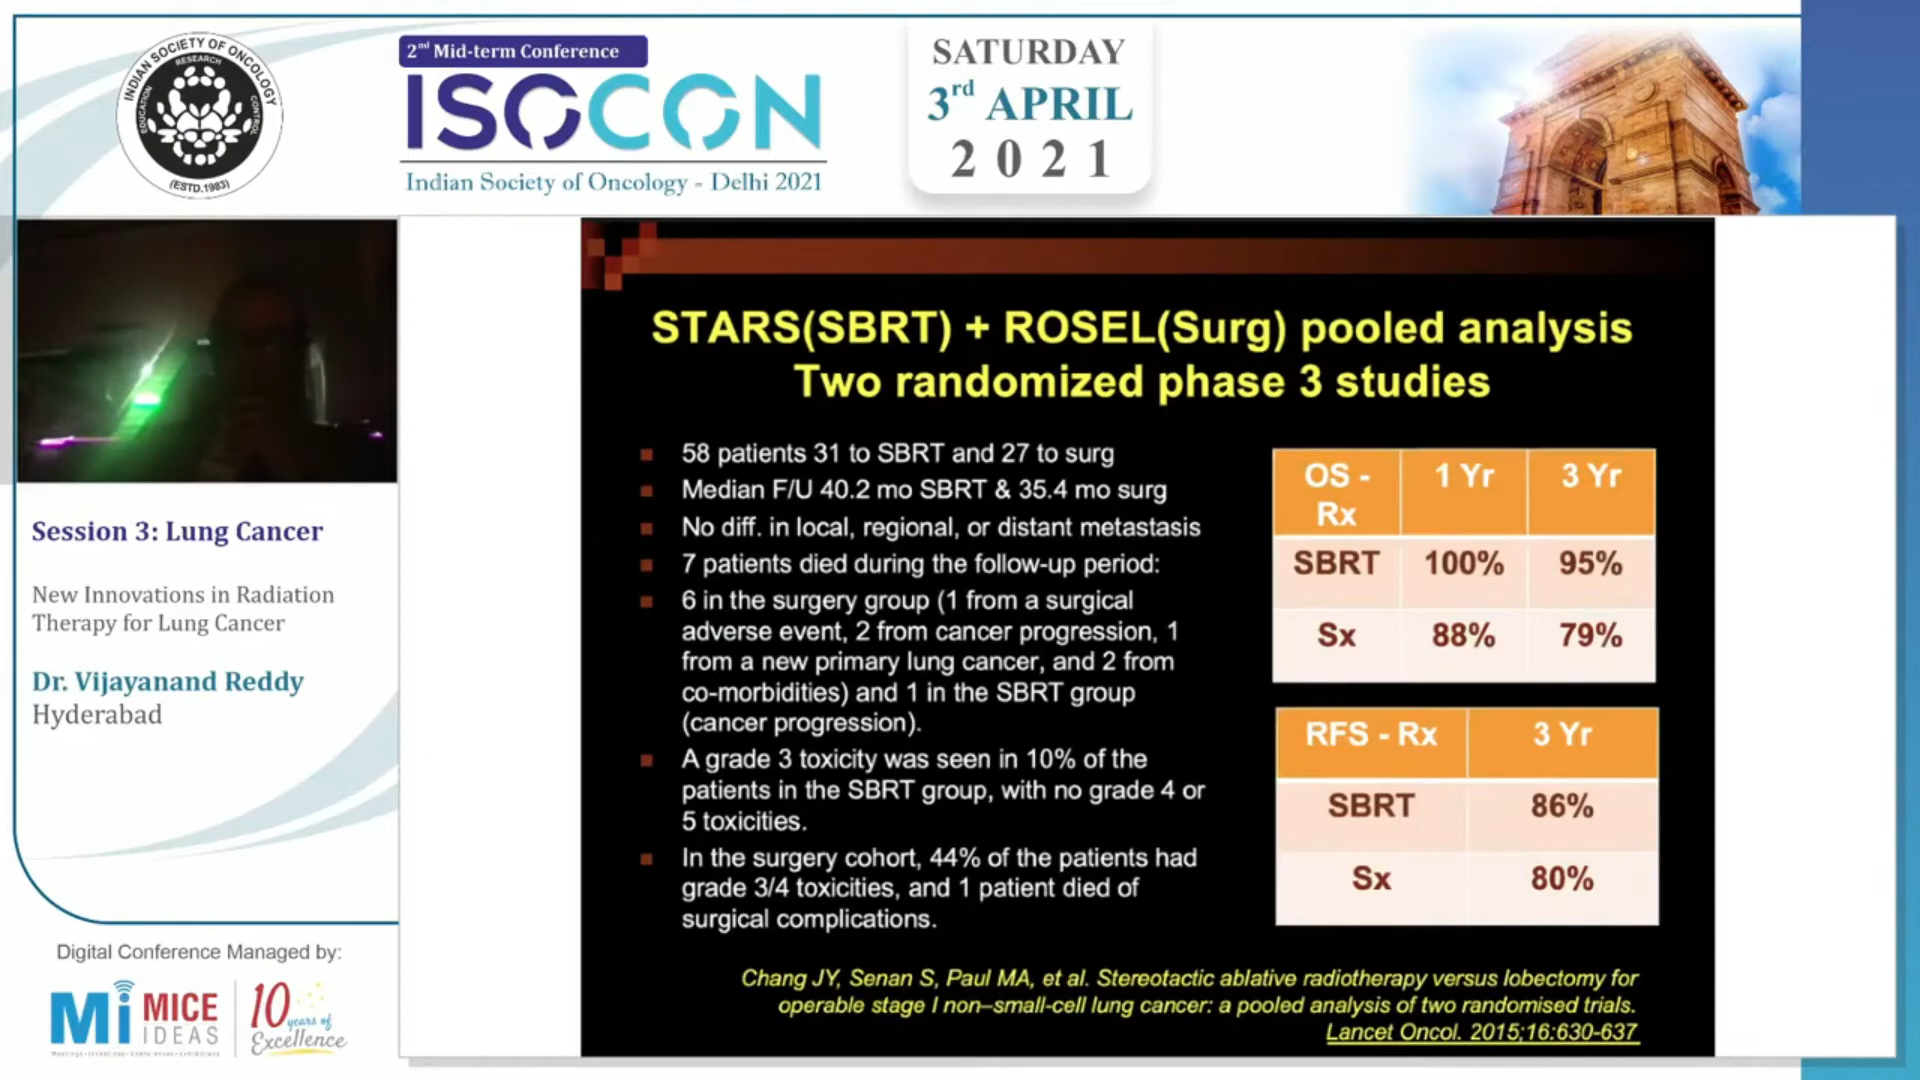 INDIAN SOCIETY OF ONCOLOGY
RESEARCH
EDUCATION
CONTROL
(ESTD.1983)
2nd Mid-term Conference
ISOCON
Indian Society of Oncology - Delhi 2021
SATURDAY
3rd APRIL
2021
Session 3: Lung Cancer
New Innovations in Radiation
Therapy for Lung Cancer
Dr. Vijayanand Reddy
Hyderabad
Digital Conference Managed by:
Mi MICE
IDEAS
10
years of
Excellence
STARS(SBRT) + ROSEL(Surg) pooled analysis
Two randomized phase 3 studies
58 patients 31 to SBRT and 27 to surg
Median F/U 40.2 mo SBRT & 35.4 mo surg
No diff. in local, regional, or distant metastasis
7 patients died during the follow-up period:
6 in the surgery group (1 from a surgical
adverse event, 2 from cancer progression, 1
from a new primary lung cancer, and 2 from
co-morbidities) and 1 in the SBRT group
(cancer progression).
A grade 3 toxicity was seen in 10% of the
patients in the SBRT group, with no grade 4 or
5 toxicities.
In the surgery cohort, 44% of the patients had
grade 3/4 toxicities, and 1 patient died of
surgical complications.
OS - Rx 1 Yr 3 Yr
SBRT 100% 95%
Sx 88% 79%
RFS - Rx 3 Yr
SBRT 86%
Sx 80%
Chang JY, Senan S, Paul MA, et al. Stereotactic ablative radiotherapy versus lobectomy for
operable stage I non–small-cell lung cancer: a pooled analysis of two randomised trials.
Lancet Oncol. 2015;16:630-637